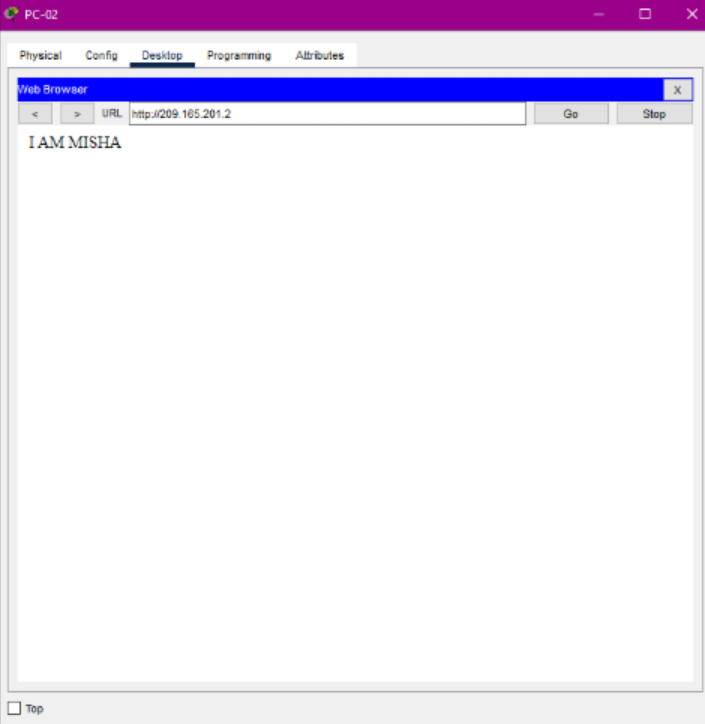 PC-02
Physical Config Desktop Programming Attributes
Web Browser X
< > URL http://209.165.201.2 Go Stop
I AM MISHA
Top